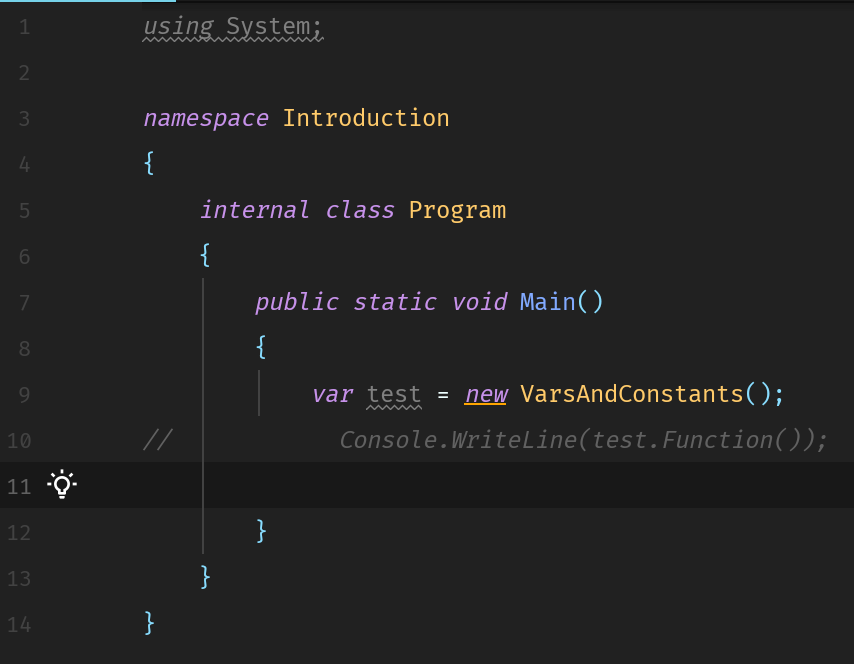 1 using System;
2
3 namespace Introduction
4 {
5 internal class Program
6 {
7 public static void Main()
8 {
9 var test = new VarsAndConstants();
10 // Console.WriteLine(test.Function());
11
12 }
13 }
14 }